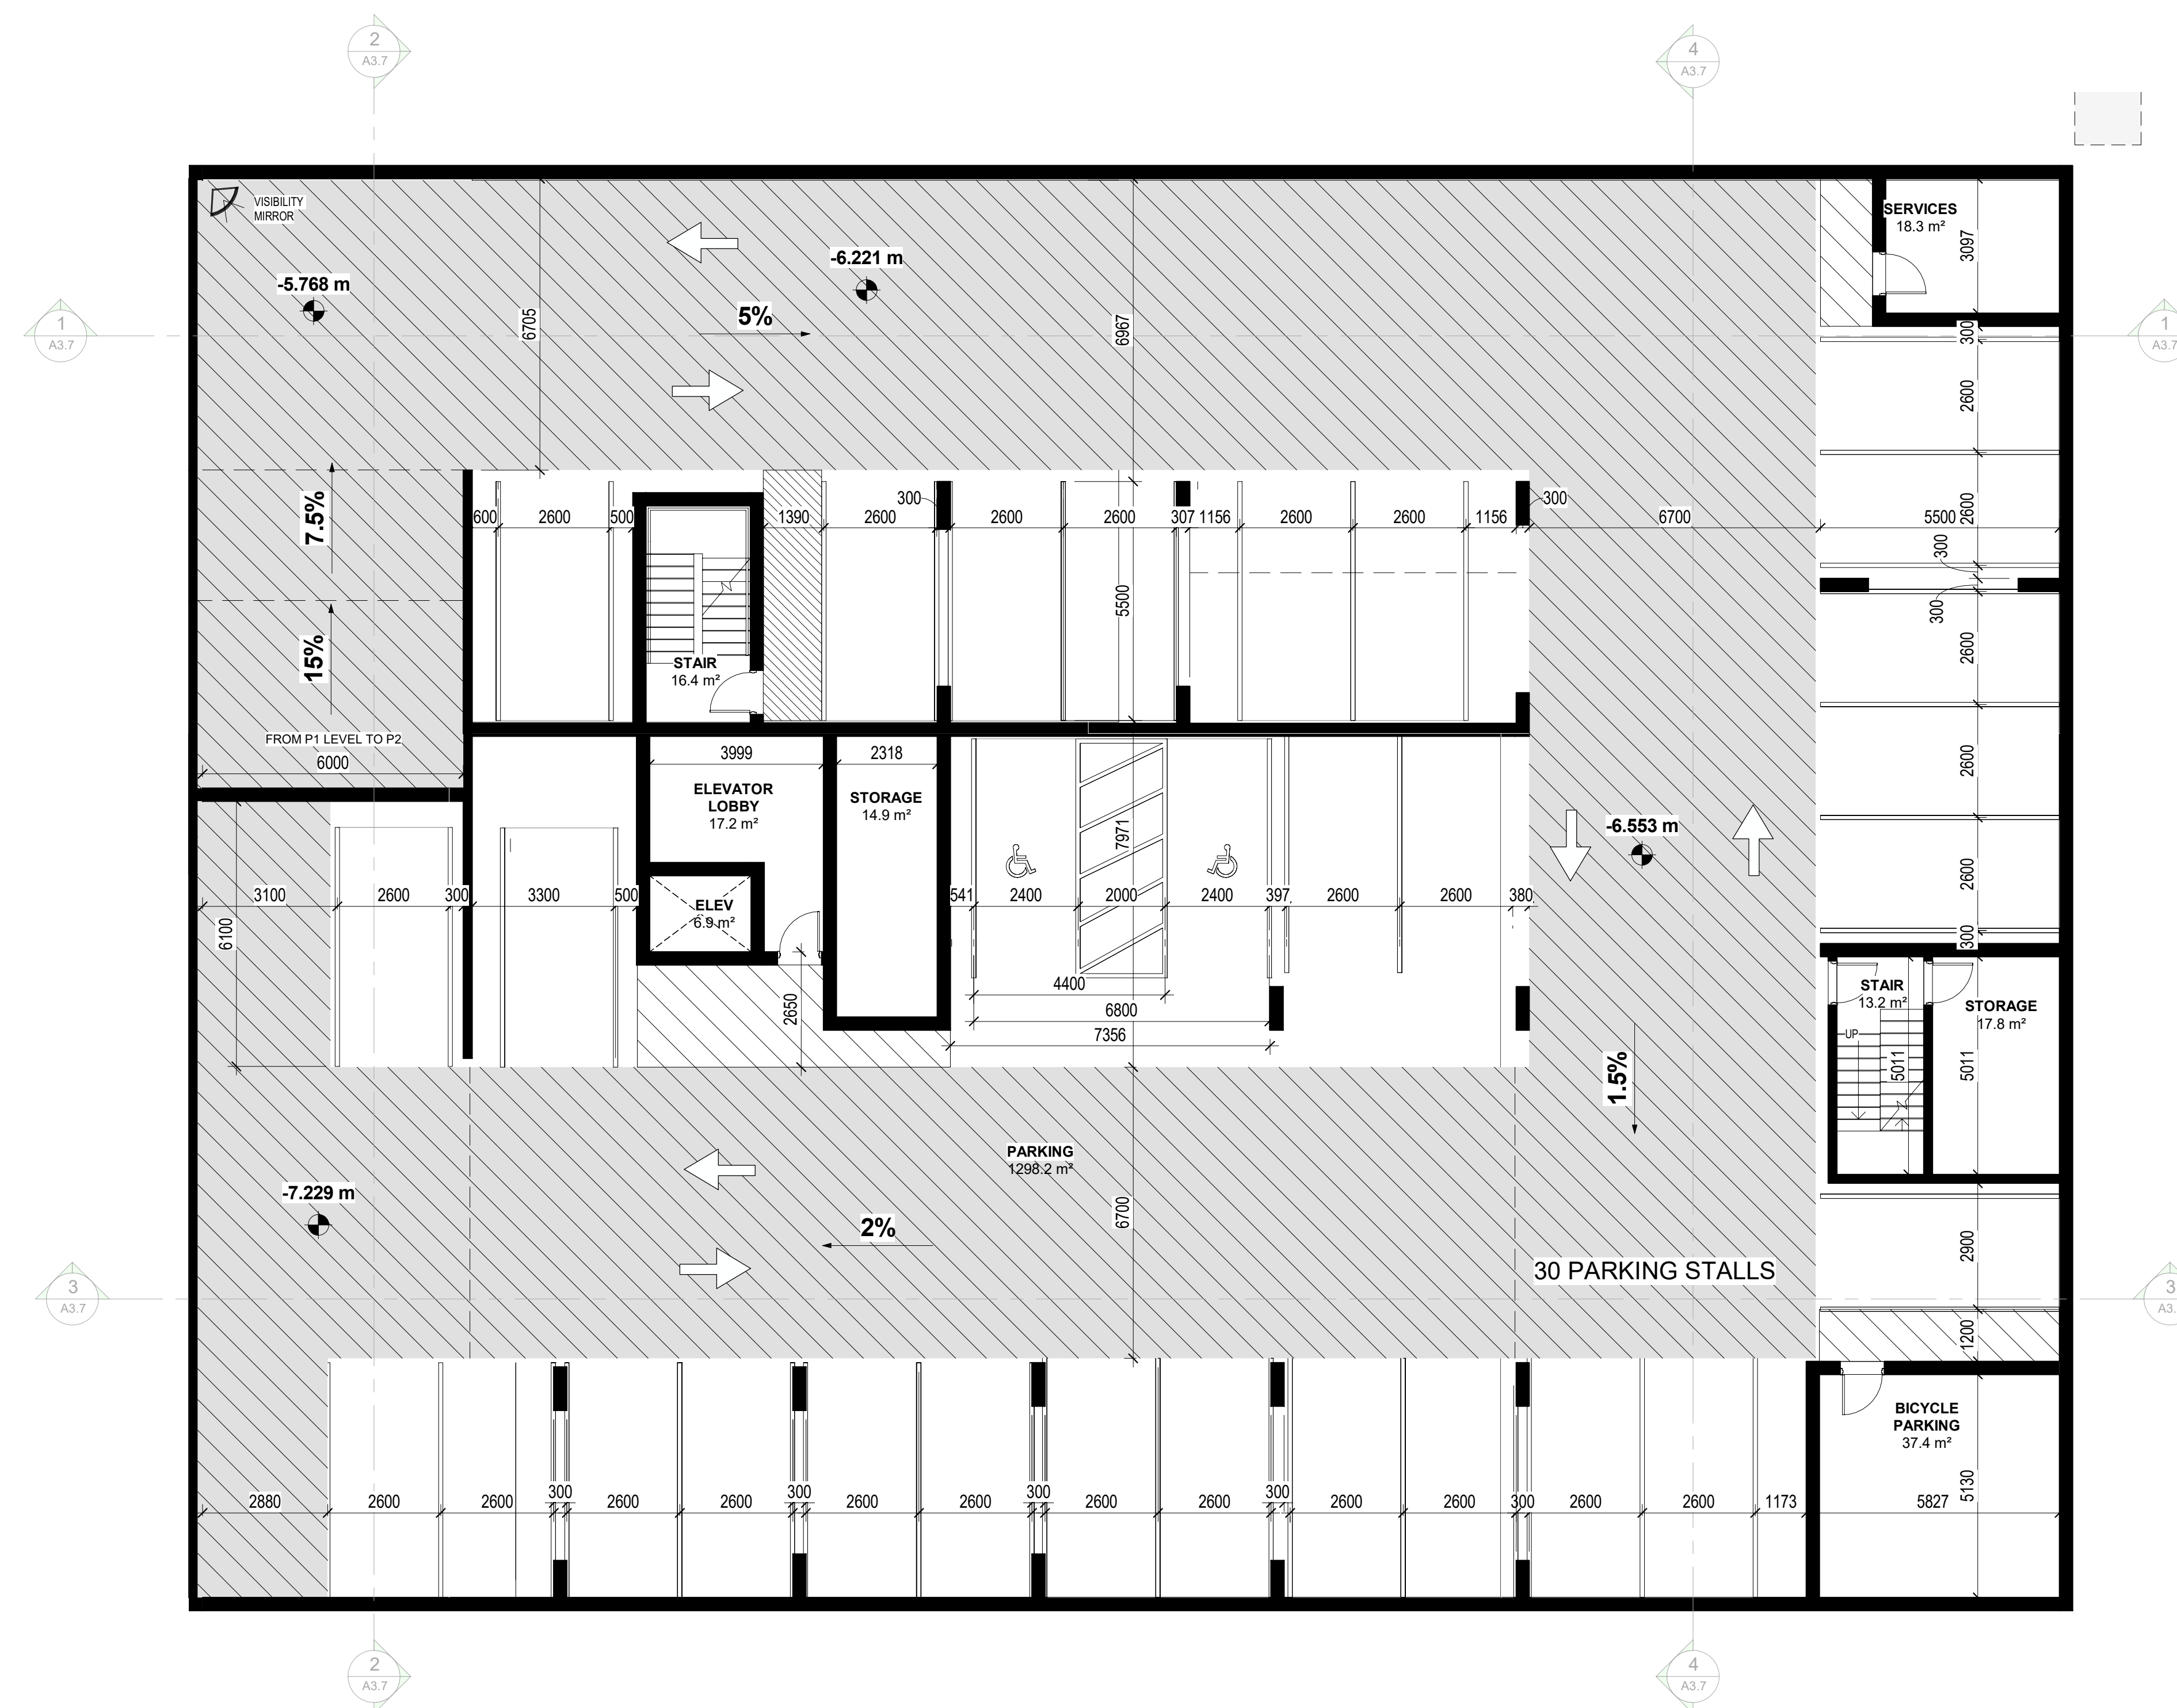 2
A3.7
4
A3.7
VISIBILITY
MIRROR
SERVICES
18.3 m²
3097
-6.221 m
-5.768 m
5%
6705
6967
1
A3.7
1
A3.7
300
2600
7.5%
600
2600
500
1390
2600
300
2600
2600
307
1156
2600
2600
1156
300
6700
5500
2600
300
300
5500
15%
STAIR
16.4 m²
2600
FROM P1 LEVEL TO P2
6000
3999
2318
2600
ELEVATOR
LOBBY
17.2 m²
STORAGE
14.9 m²
7971
-6.553 m
3100
2600
300
3300
500
ELEV
6.9 m²
541
2400
2000
2400
397
2600
2600
380
2600
6100
300
4400
6800
7356
2650
STAIR
13.2 m²
STORAGE
17.8 m²
UP
5011
5011
1.5%
PARKING
1298.2 m²
-7.229 m
6700
2%
2900
30 PARKING STALLS
3
A3.7
3
A3.
1200
BICYCLE
PARKING
37.4 m²
5130
2880
2600
2600
300
2600
2600
300
2600
2600
300
2600
2600
300
2600
2600
300
2600
2600
1173
5827
2
A3.7
4
A3.7